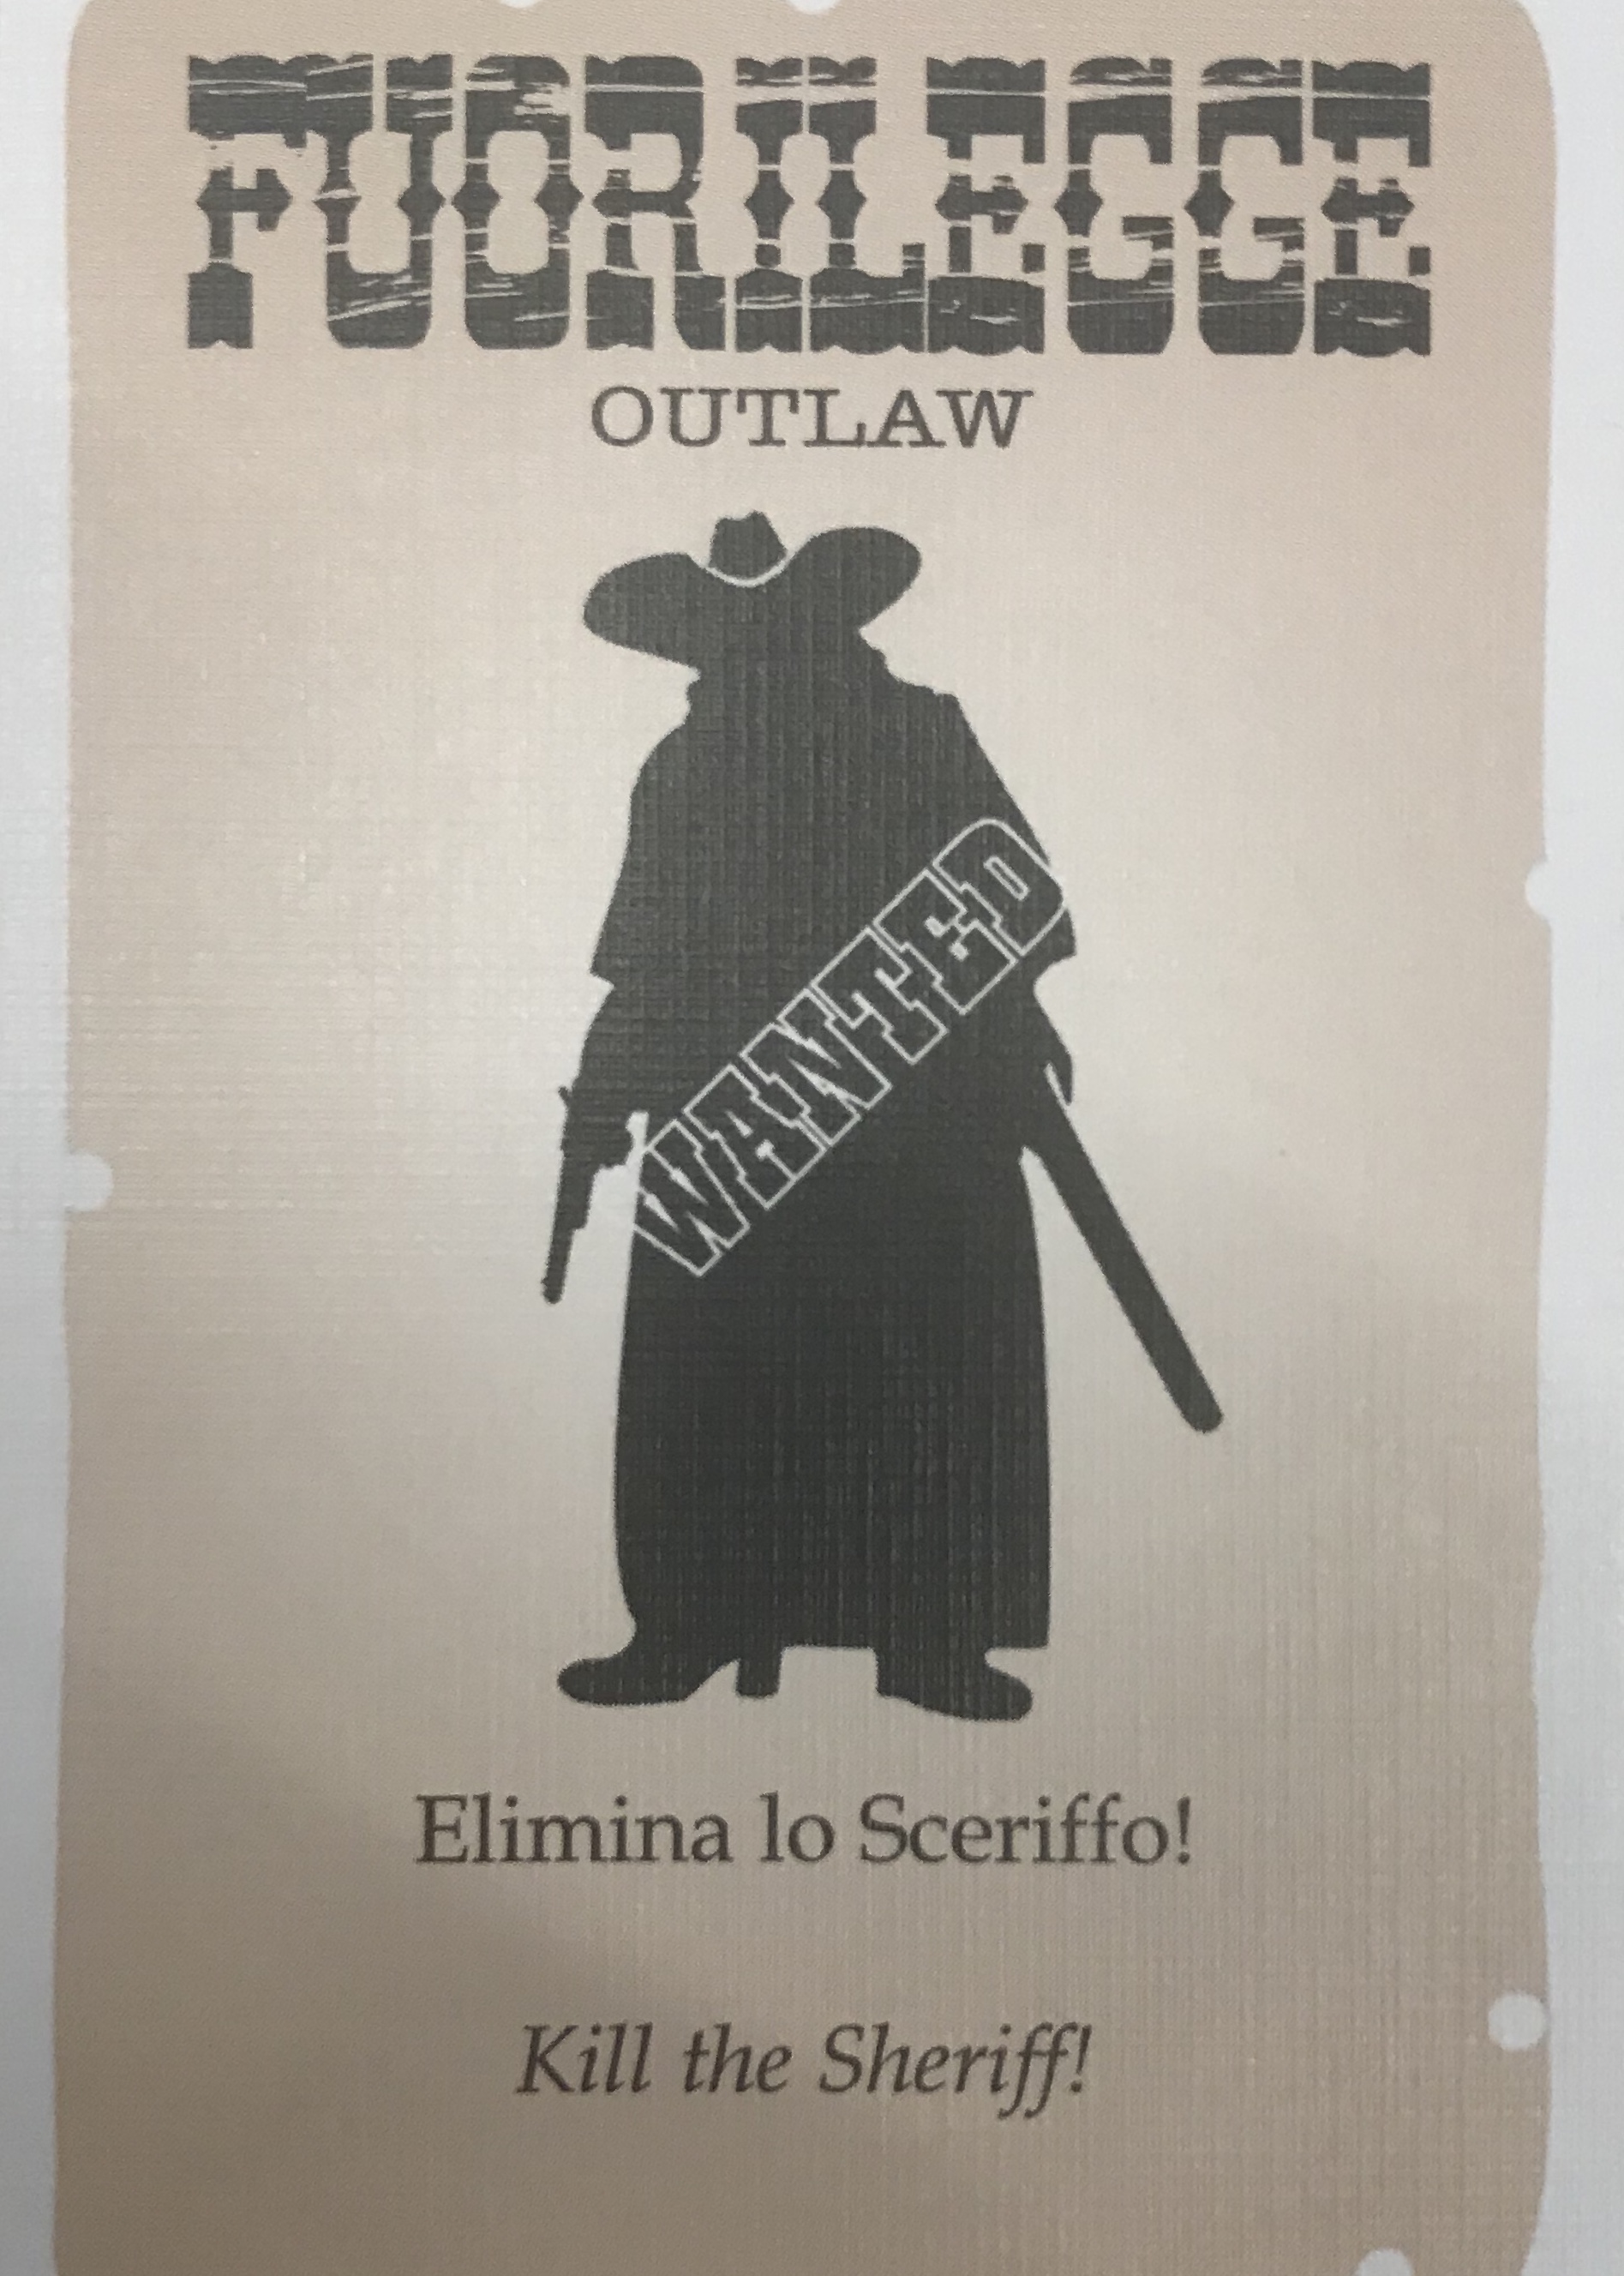 FUORILEGGE
OUTLAW
WANTED
Elimina lo Sceriffo!
Kill the Sheriff!